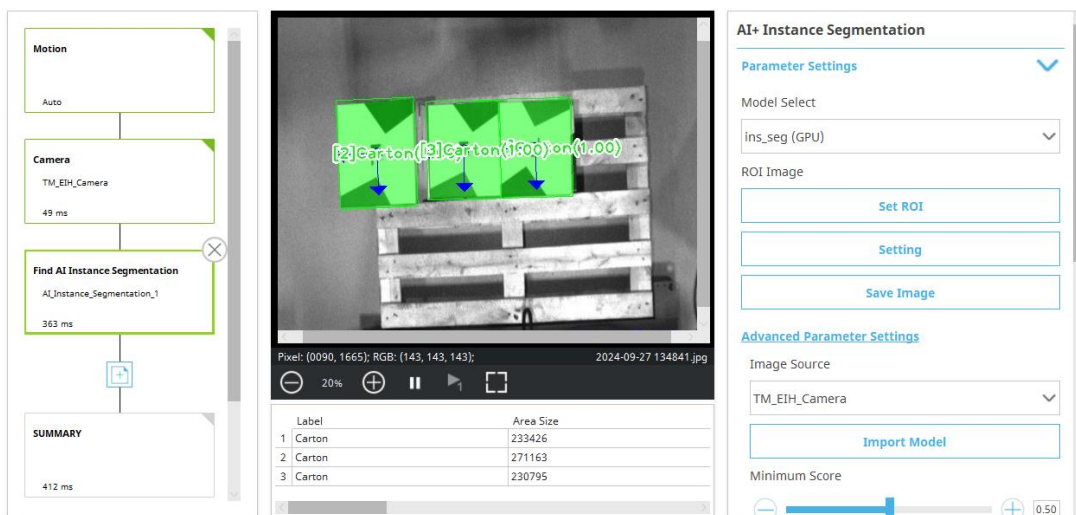 Motion
Auto
Camera
TM_EIH_Camera
49 ms
Find AI Instance Segmentation
AI_Instance_Segmentation_1
363 ms
SUMMARY
412 ms
[2]Carton(
[3]Carton(1.00)
on(1.00)
Pixel: (0090, 1665); RGB: (143, 143, 143);
2024-09-27 134841.jpg
20%
1
Label Area Size
1 Carton 233426
2 Carton 271163
3 Carton 230795
AI+ Instance Segmentation
Parameter Settings
Model Select
ins_seg (GPU)
ROI Image
Set ROI
Setting
Save Image
Advanced Parameter Settings
Image Source
TM_EIH_Camera
Import Model
Minimum Score
0.50